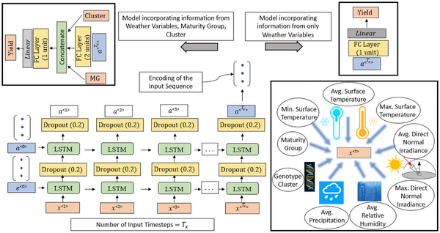 Cluster
Yield
Linear
FC Layer
(1 unit)
Concatenate
FC Layer
(2 units)
MG
Model incorporating
information from
Weather Variables,
Maturity Group,
Cluster
Model incorporating
information from
only
Weather Variables
Yield
Linear
FC Layer
(1 unit)
Encoding of the
Input Sequence
Dropout (0.2)
Dropout (0.2)
Dropout (0.2)
Dropout (0.2)
LSTM
LSTM
LSTM
LSTM
Dropout (0.2)
Dropout (0.2)
Dropout (0.2)
Dropout (0.2)
LSTM
LSTM
LSTM
LSTM
Number of Input Timesteps =
Avg. Surface
Temperature
Min. Surface
Temperature
Max. Surface
Temperature
Maturity
Group
Avg. Direct
Normal
Irradiance
Genotype
Cluster
Max. Direct
Normal
Irradiance
Avg.
Precipitation
Avg.
Relative
Humidity